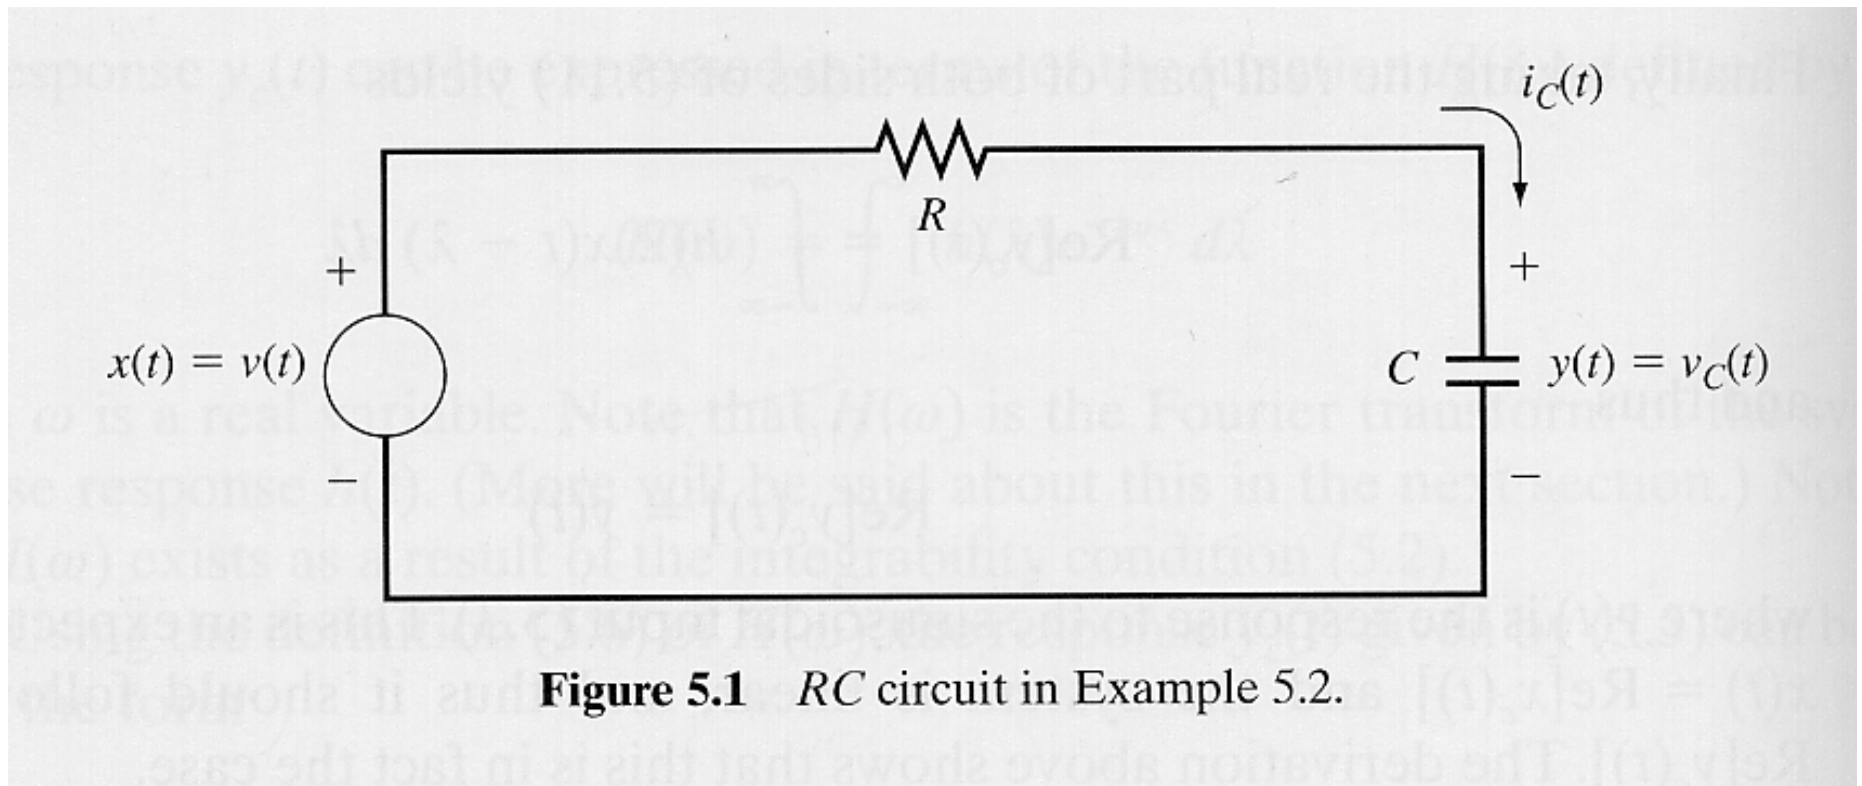 i_C(t)
R
+
+
x(t) = v(t)
C
y(t) = v_C(t)
−
−
Figure 5.1 RC circuit in Example 5.2.